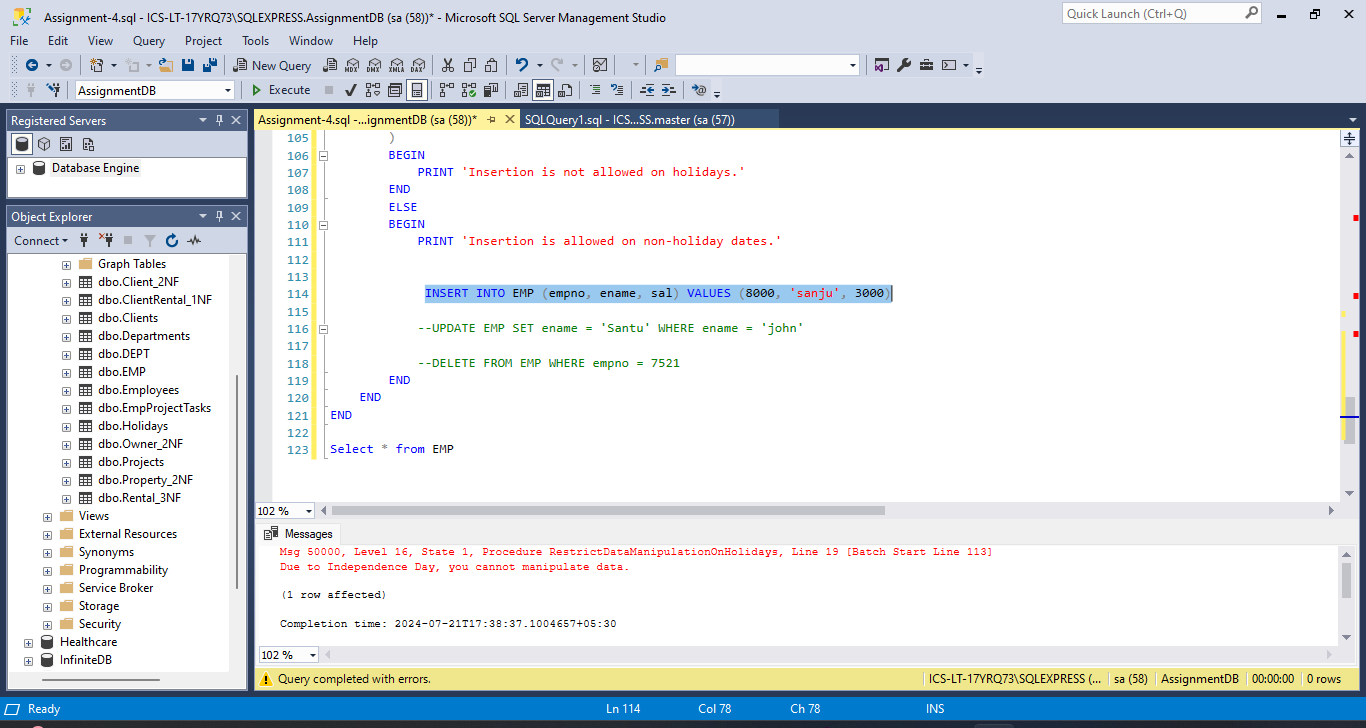 Assignment-4.sql - ICS-LT-17YRQ73\SQLEXPRESS.AssignmentDB (sa (58))* - Microsoft SQL Server Management Studio
Quick Launch (Ctrl+Q)
File Edit View Query Project Tools Window Help
New Query MDX DMX XMLA DAX
AssignmentDB Execute
Registered Servers
Database Engine
Object Explorer
Connect
Graph Tables
dbo.Client_2NF
dbo.ClientRental_1NF
dbo.Clients
dbo.Departments
dbo.DEPT
dbo.EMP
dbo.Employees
dbo.EmpProjectTasks
dbo.Holidays
dbo.Owner_2NF
dbo.Projects
dbo.Property_2NF
dbo.Rental_3NF
Views
External Resources
Synonyms
Programmability
Service Broker
Storage
Security
Healthcare
InfiniteDB
Assignment-4.sql -...ignmentDB (sa (58))* SQLQuery1.sql - ICS...SS.master (sa (57))
105 )
106 BEGIN
107 PRINT 'Insertion is not allowed on holidays.'
108 END
109 ELSE
110 BEGIN
111 PRINT 'Insertion is allowed on non-holiday dates.'
112
113
114 INSERT INTO EMP (empno, ename, sal) VALUES (8000, 'sanju', 3000)
115
116 --UPDATE EMP SET ename = 'Santu' WHERE ename = 'john'
117
118 --DELETE FROM EMP WHERE empno = 7521
119 END
120 END
121 END
122
123 Select * from EMP
102 %
Messages
Msg 50000, Level 16, State 1, Procedure RestrictDataManipulationOnHolidays, Line 19 [Batch Start Line 113]
Due to Independence Day, you cannot manipulate data.
(1 row affected)
Completion time: 2024-07-21T17:38:37.1004657+05:30
102 %
Query completed with errors. ICS-LT-17YRQ73\SQLEXPRESS (... sa (58) AssignmentDB 00:00:00 0 rows
Ready Ln 114 Col 78 Ch 78 INS